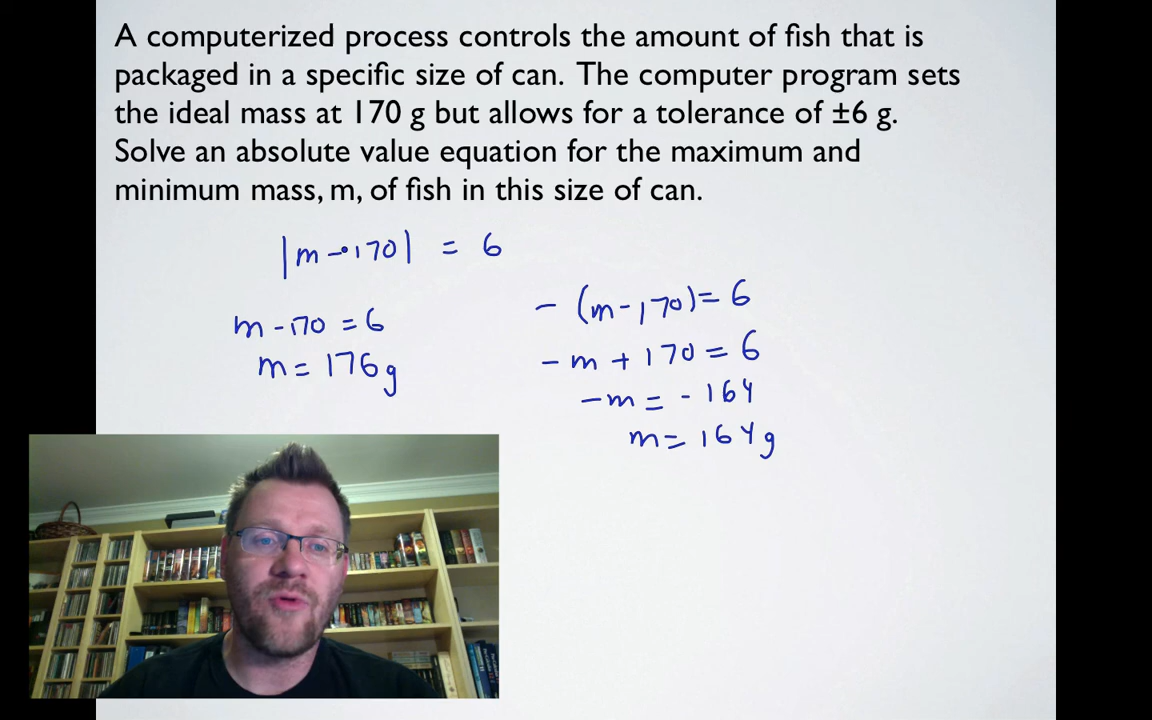 A computerized process controls the amount of fish that is
packaged in a specific size of can. The computer program sets
the ideal mass at 170 g but allows for a tolerance of ±6 g.
Solve an absolute value equation for the maximum and
minimum mass, m, of fish in this size of can.
|m - 170| = 6
m - 170 = 6
m = 176g
- (m - 170) = 6
- m + 170 = 6
- m = - 164
m = 164g